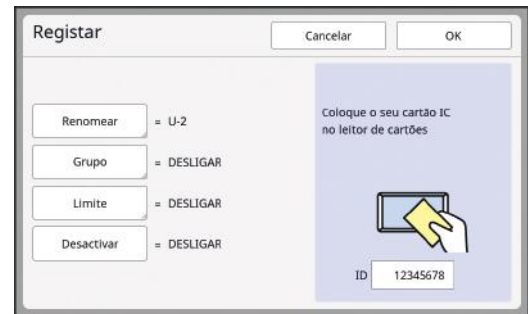 Registar
Cancelar
OK
Renomear = U-2
Grupo = DESLIGAR
Limite = DESLIGAR
Desactivar = DESLIGAR
Coloque o seu cartão IC
no leitor de cartões
ID 12345678